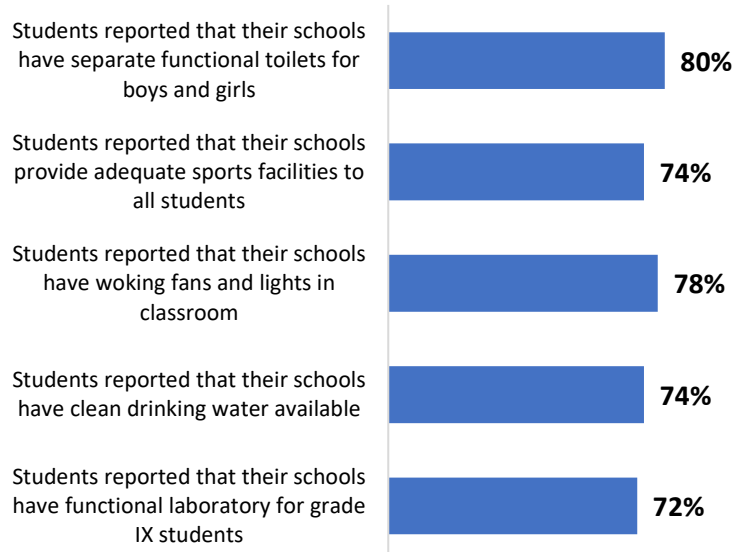 Students reported that their schools
have separate functional toilets for
boys and girls
80%
Students reported that their schools
provide adequate sports facilities to
all students
74%
Students reported that their schools
have woking fans and lights in
classroom
78%
Students reported that their schools
have clean drinking water available
74%
Students reported that their schools
have functional laboratory for grade
IX students
72%